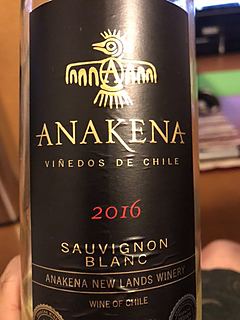 ANAKENA
VIÑEDOS DE CHILE
2016
SAUVIGNON
BLANC
ANAKENA NEW LANDS WINERY
WINE OF CHILE